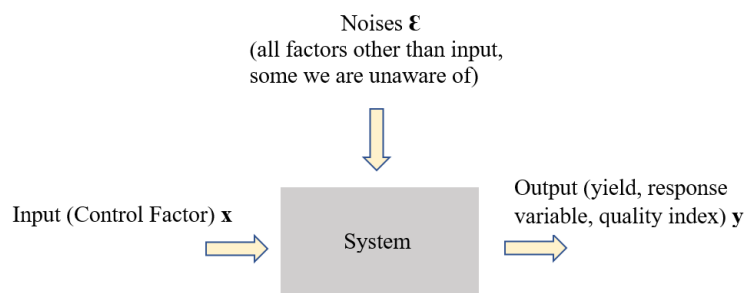 Noises ε
(all factors other than input,
some we are unaware of)
Input (Control Factor) x
System
Output (yield, response
variable, quality index) y